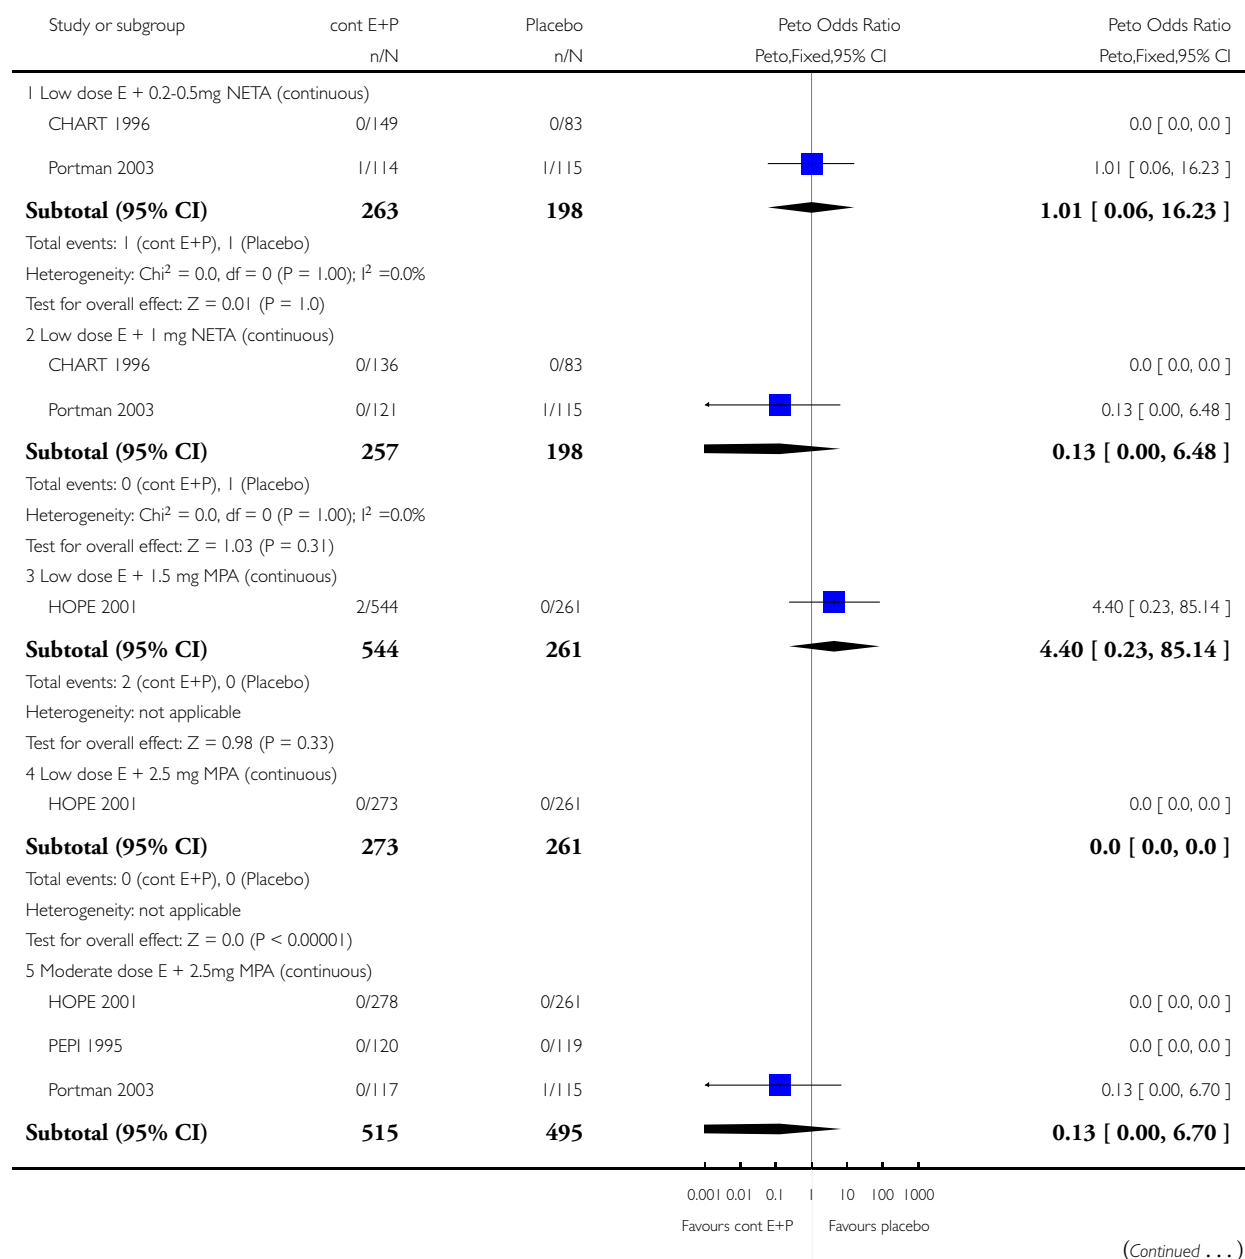 Study or subgroup cont E+P Placebo Peto Odds Ratio Peto Odds Ratio
n/N n/N Peto,Fixed,95% CI Peto,Fixed,95% CI
1 Low dose E + 0.2-0.5mg NETA (continuous)
CHART 1996 0/149 0/83 0.0 [ 0.0, 0.0 ]
Portman 2003 1/114 1/115 1.01 [ 0.06, 16.23 ]
Subtotal (95% CI) 263 198 1.01 [ 0.06, 16.23 ]
Total events: 1 (cont E+P), 1 (Placebo)
Heterogeneity: Chi² = 0.0, df = 0 (P = 1.00); I² =0.0%
Test for overall effect: Z = 0.01 (P = 1.0)
2 Low dose E + 1 mg NETA (continuous)
CHART 1996 0/136 0/83 0.0 [ 0.0, 0.0 ]
Portman 2003 0/121 1/115 0.13 [ 0.00, 6.48 ]
Subtotal (95% CI) 257 198 0.13 [ 0.00, 6.48 ]
Total events: 0 (cont E+P), 1 (Placebo)
Heterogeneity: Chi² = 0.0, df = 0 (P = 1.00); I² =0.0%
Test for overall effect: Z = 1.03 (P = 0.31)
3 Low dose E + 1.5 mg MPA (continuous)
HOPE 2001 2/544 0/261 4.40 [ 0.23, 85.14 ]
Subtotal (95% CI) 544 261 4.40 [ 0.23, 85.14 ]
Total events: 2 (cont E+P), 0 (Placebo)
Heterogeneity: not applicable
Test for overall effect: Z = 0.98 (P = 0.33)
4 Low dose E + 2.5 mg MPA (continuous)
HOPE 2001 0/273 0/261 0.0 [ 0.0, 0.0 ]
Subtotal (95% CI) 273 261 0.0 [ 0.0, 0.0 ]
Total events: 0 (cont E+P), 0 (Placebo)
Heterogeneity: not applicable
Test for overall effect: Z = 0.0 (P < 0.00001)
5 Moderate dose E + 2.5mg MPA (continuous)
HOPE 2001 0/278 0/261 0.0 [ 0.0, 0.0 ]
PEPI 1995 0/120 0/119 0.0 [ 0.0, 0.0 ]
Portman 2003 0/117 1/115 0.13 [ 0.00, 6.70 ]
Subtotal (95% CI) 515 495 0.13 [ 0.00, 6.70 ]
0.001 0.01 0.1 1 10 100 1000
Favours cont E+P Favours placebo
(Continued . . . )